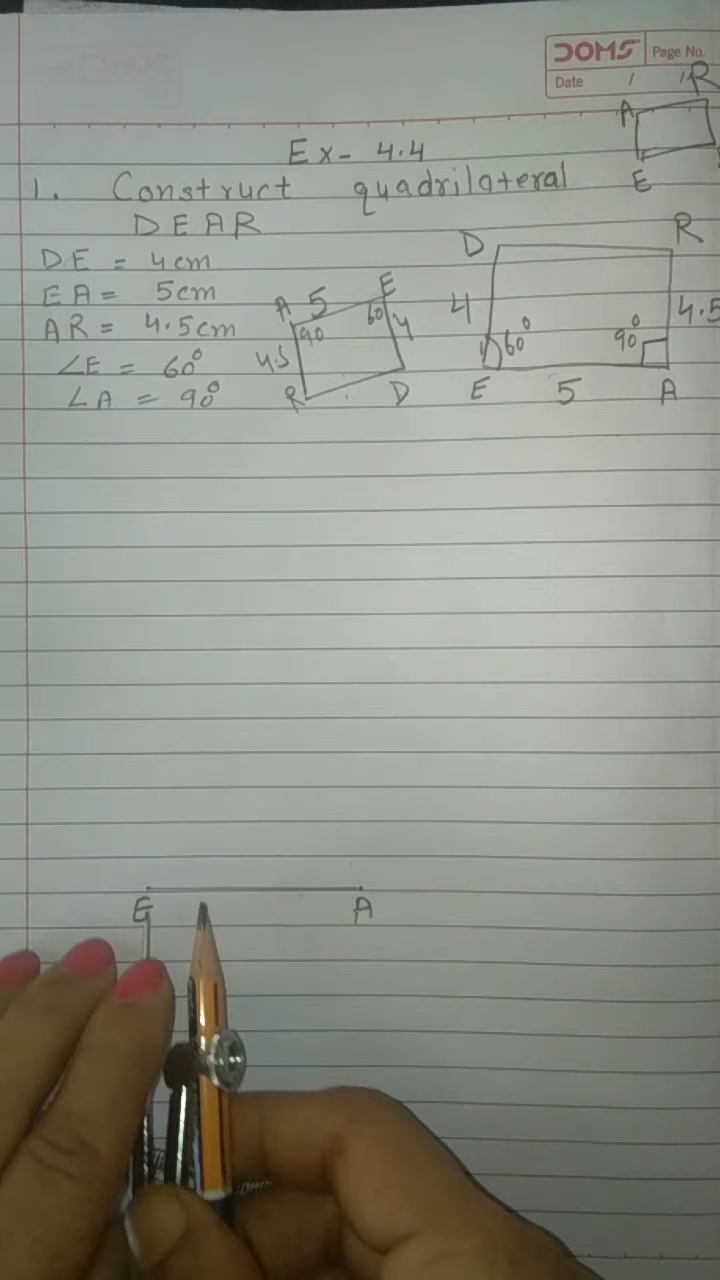 DOMS Page No.
Date / /
R
A
E
Ex- 4.4
1. Construct quadrilateral
DEAR
DE = 4cm
EA = 5cm
AR = 4.5cm
∠E = 60°
∠A = 90°
A 5 E
90 60
4.5 4
R D
D R
4 4.5
60° 90°
E 5 A
E A